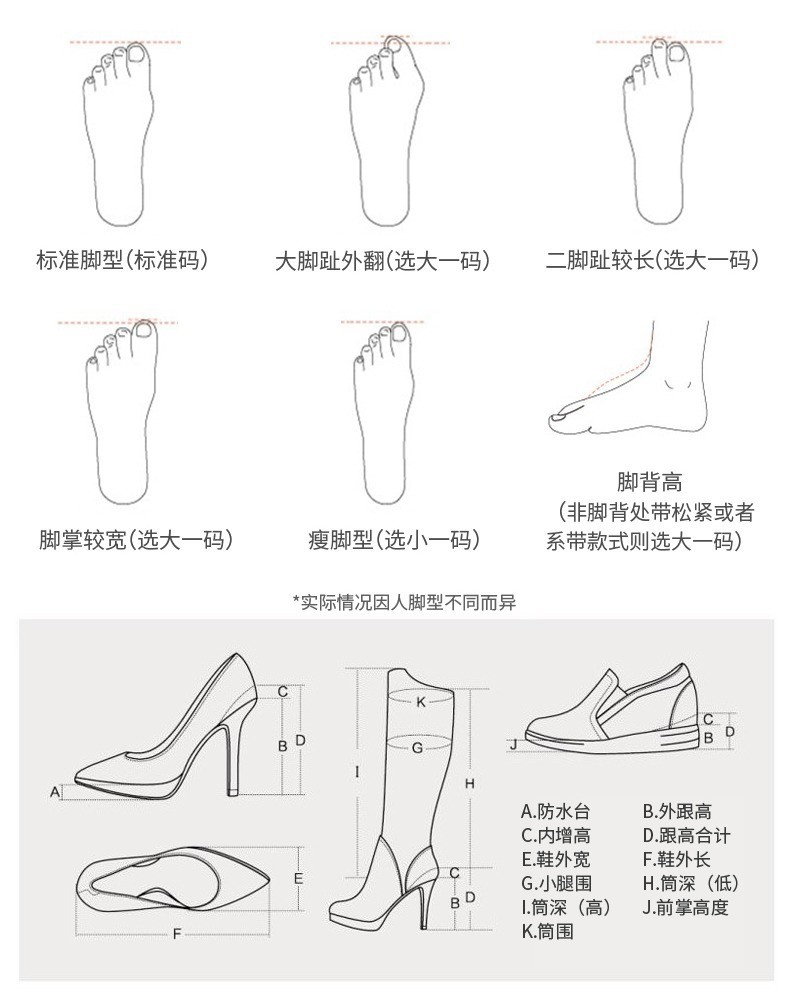 标准脚型(标准码)
大脚趾外翻(选大一码)
二脚趾较长(选大一码)
脚掌较宽(选大一码)
瘦脚型(选小一码)
脚背高
(非脚背处带松紧或者
系带款式则选大一码)
*实际情况因人脚型不同而异
C
B
D
A
E
F
K
G
I
H
C
B
D
J
C
B
D
A.防水台
B.外跟高
C.内增高
D.跟高合计
E.鞋外宽
F.鞋外长
G.小腿围
H.筒深（低）
I.筒深（高）
J.前掌高度
K.筒围